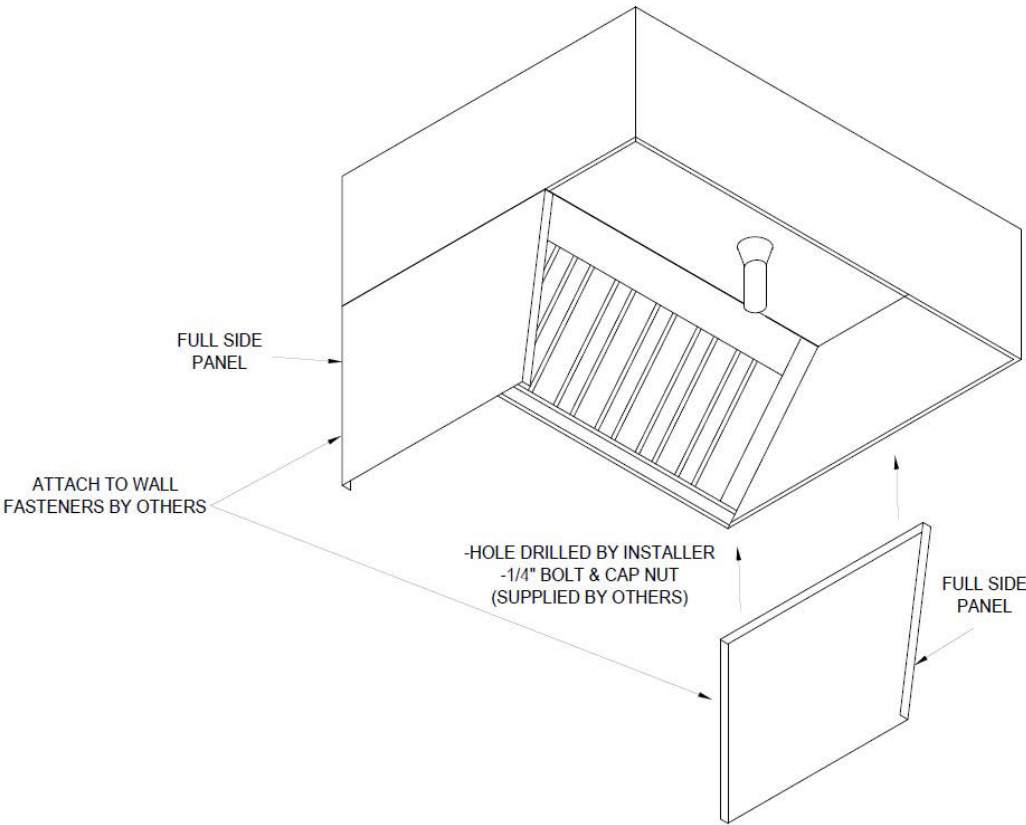 FULL SIDE
PANEL
ATTACH TO WALL
FASTENERS BY OTHERS
-HOLE DRILLED BY INSTALLER
-1/4" BOLT & CAP NUT
(SUPPLIED BY OTHERS)
FULL SIDE
PANEL